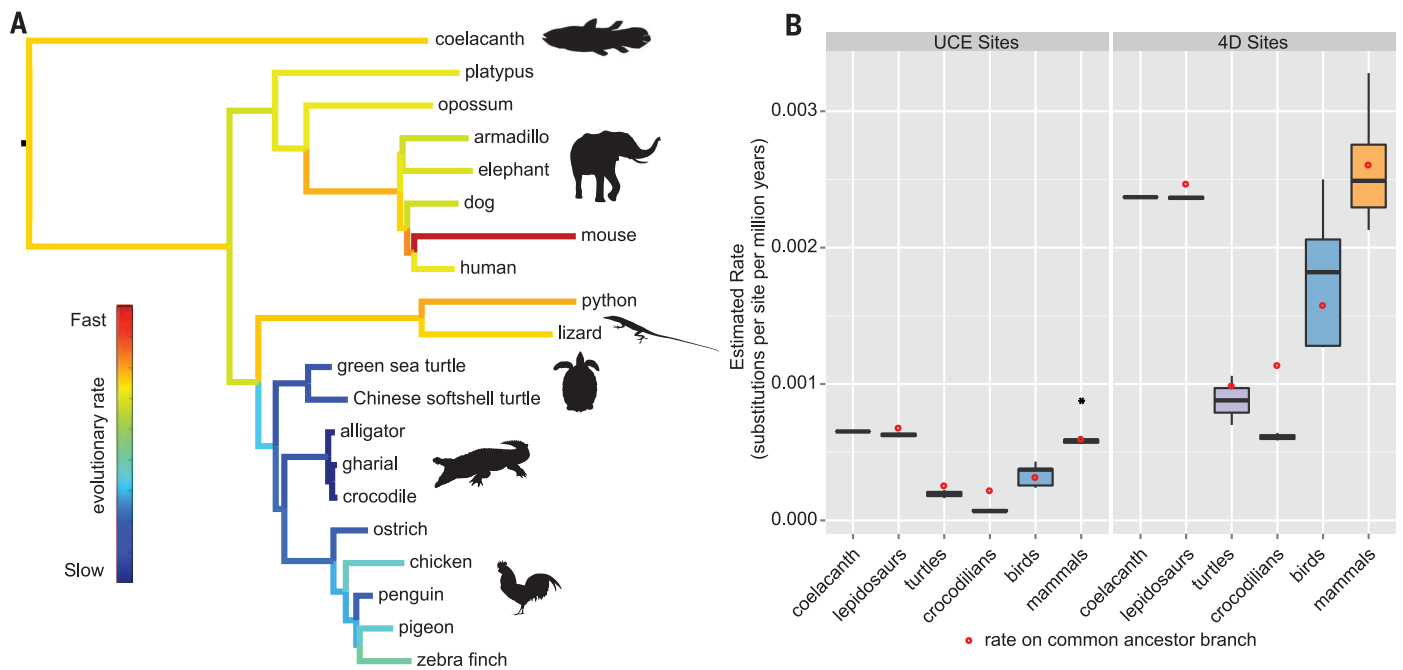 A
coelacanth
platypus
opossum
armadillo
elephant
dog
mouse
human
python
lizard
green sea turtle
Chinese softshell turtle
alligator
gharial
crocodile
ostrich
chicken
penguin
pigeon
zebra finch
Fast
evolutionary rate
Slow
B
UCE Sites
4D Sites
Estimated Rate
(substitutions per site per million years)
0.003
0.002
0.001
0.000
*
coelacanth
lepidosaurs
turtles
crocodilians
birds
mammals
coelacanth
lepidosaurs
turtles
crocodilians
birds
mammals
rate on common ancestor branch